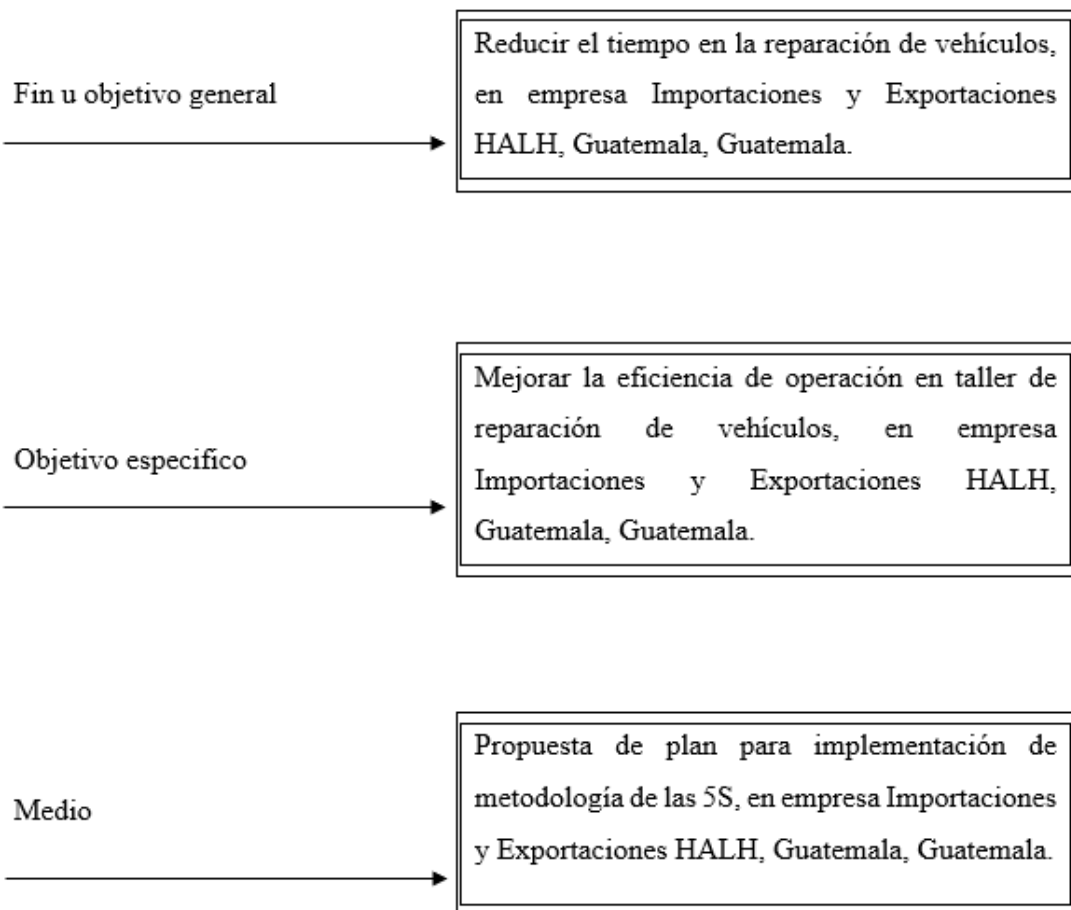 Fin u objetivo general
Reducir el tiempo en la reparación de vehículos,
en empresa Importaciones y Exportaciones
HALH, Guatemala, Guatemala.
Objetivo especifico
Mejorar la eficiencia de operación en taller de
reparación de vehículos, en empresa
Importaciones y Exportaciones HALH,
Guatemala, Guatemala.
Medio
Propuesta de plan para implementación de
metodología de las 5S, en empresa Importaciones
y Exportaciones HALH, Guatemala, Guatemala.